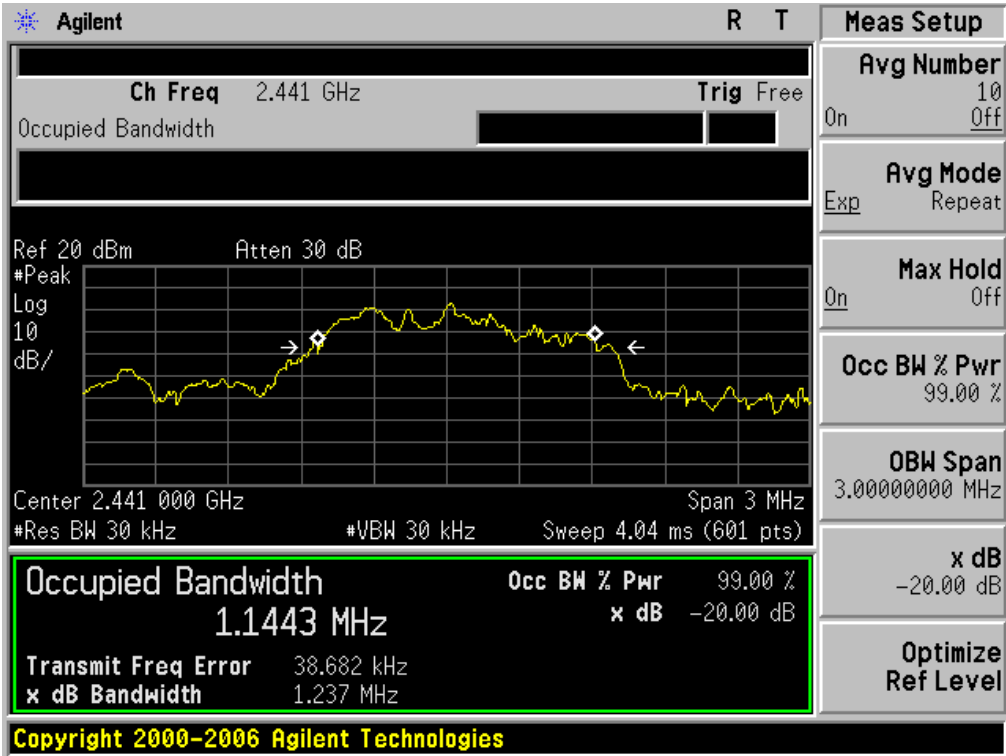 Agilent R T
Ch Freq 2.441 GHz Trig Free
Occupied Bandwidth
Ref 20 dBm Atten 30 dB
#Peak
Log
10
dB/
Center 2.441 000 GHz Span 3 MHz
#Res BW 30 kHz #VBW 30 kHz Sweep 4.04 ms (601 pts)
Occupied Bandwidth Occ BW % Pwr 99.00 %
1.1443 MHz x dB -20.00 dB
Transmit Freq Error 38.682 kHz
x dB Bandwidth 1.237 MHz
Copyright 2000-2006 Agilent Technologies
Meas Setup
Avg Number
10
On Off
Avg Mode
Exp Repeat
Max Hold
On Off
Occ BW % Pwr
99.00 %
OBW Span
3.00000000 MHz
x dB
-20.00 dB
Optimize
Ref Level